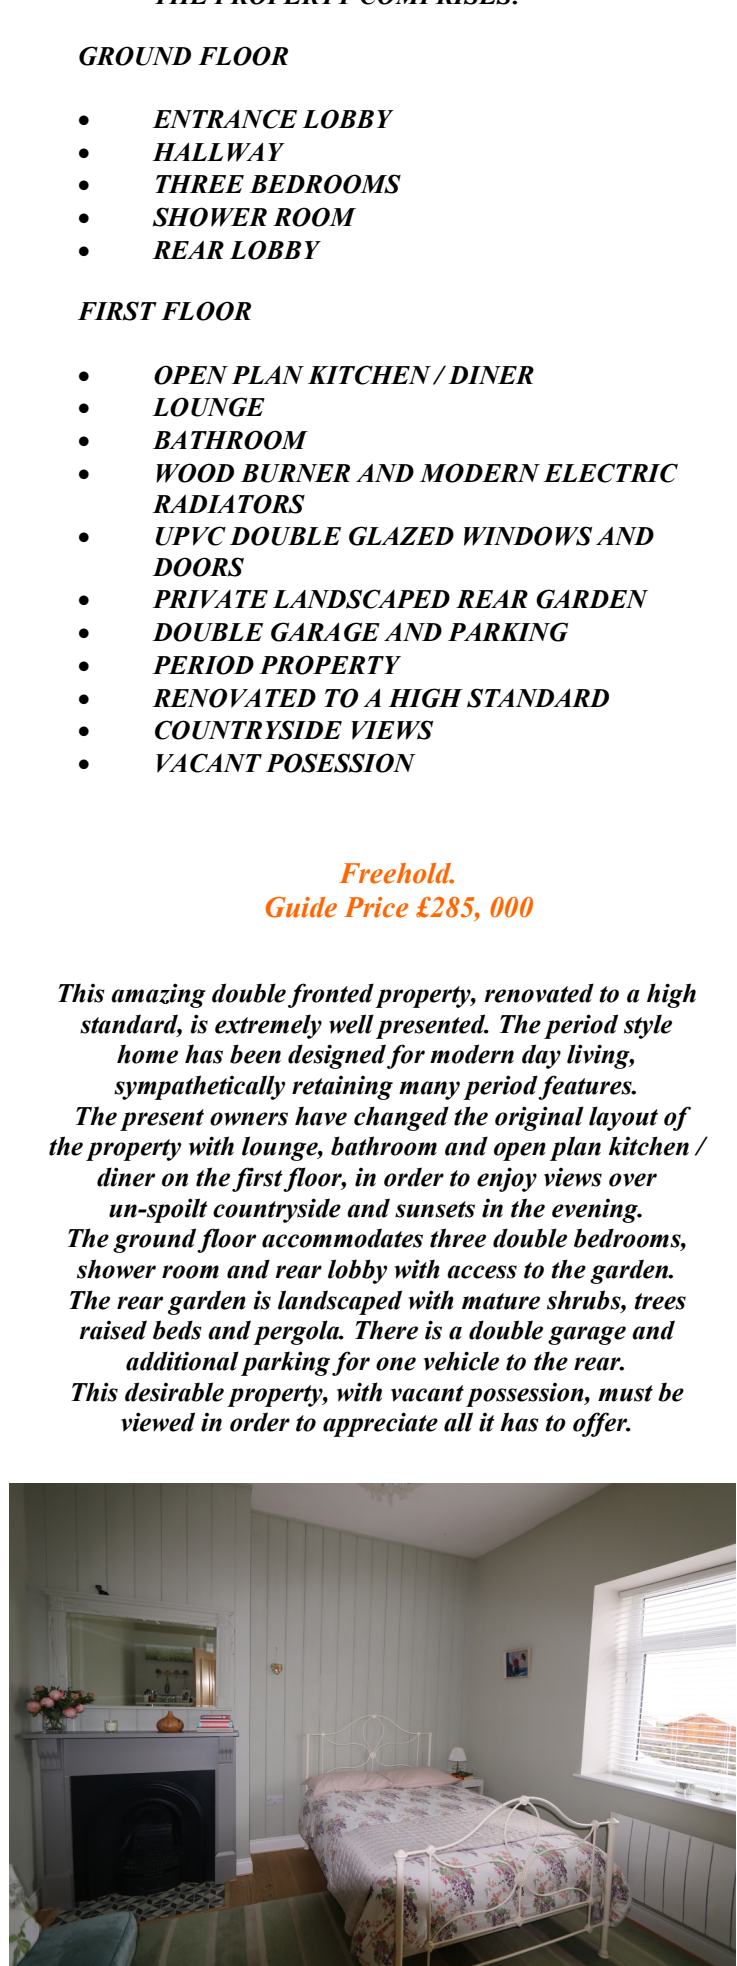 THE PROPERTY COMPRISES:
GROUND FLOOR
• ENTRANCE LOBBY
• HALLWAY
• THREE BEDROOMS
• SHOWER ROOM
• REAR LOBBY
FIRST FLOOR
• OPEN PLAN KITCHEN / DINER
• LOUNGE
• BATHROOM
• WOOD BURNER AND MODERN ELECTRIC
RADIATORS
• UPVC DOUBLE GLAZED WINDOWS AND
DOORS
• PRIVATE LANDSCAPED REAR GARDEN
• DOUBLE GARAGE AND PARKING
• PERIOD PROPERTY
• RENOVATED TO A HIGH STANDARD
• COUNTRYSIDE VIEWS
• VACANT POSESSION
Freehold.
Guide Price £285, 000
This amazing double fronted property, renovated to a high
standard, is extremely well presented. The period style
home has been designed for modern day living,
sympathetically retaining many period features.
The present owners have changed the original layout of
the property with lounge, bathroom and open plan kitchen /
diner on the first floor, in order to enjoy views over
un-spoilt countryside and sunsets in the evening.
The ground floor accommodates three double bedrooms,
shower room and rear lobby with access to the garden.
The rear garden is landscaped with mature shrubs, trees
raised beds and pergola. There is a double garage and
additional parking for one vehicle to the rear.
This desirable property, with vacant possession, must be
viewed in order to appreciate all it has to offer.